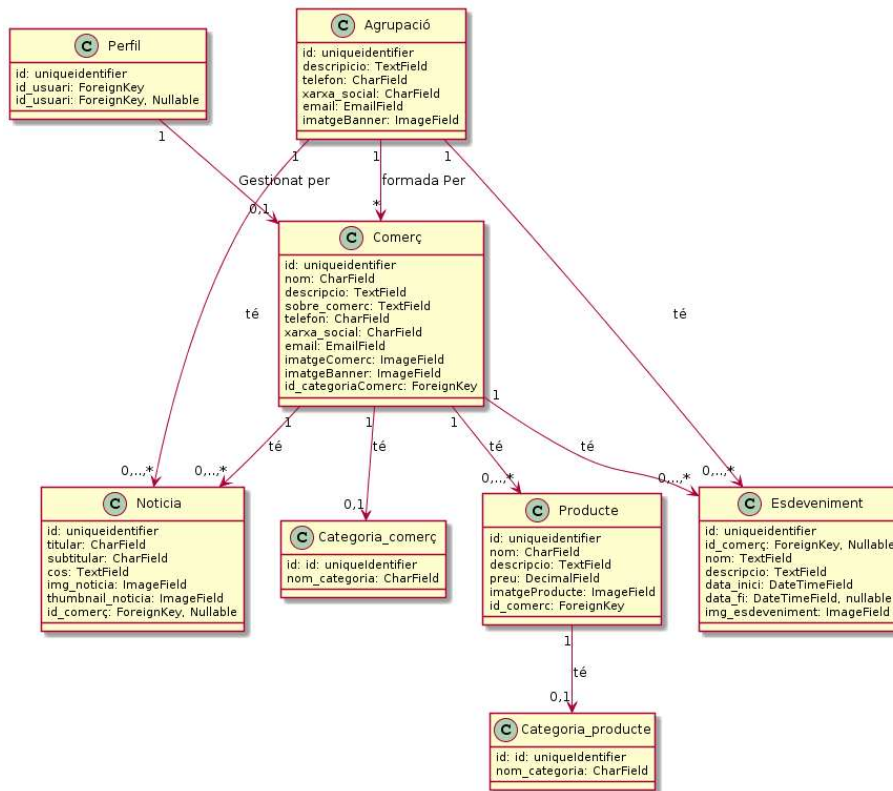 C Perfil
id: uniqueidentifier
id_usuari: ForeignKey
id_usuari: ForeignKey, Nullable
C Agrupació
id: uniqueidentifier
descripicio: TextField
telefon: CharField
xarxa_social: CharField
email: EmailField
imatgeBanner: ImageField
1
1
1
1
Gestionat per
formada Per
0,1
*
C Comerç
id: uniqueidentifier
nom: CharField
descripcio: TextField
sobre_comerc: TextField
telefon: CharField
xarxa_social: CharField
email: EmailField
imatgeComerc: ImageField
imatgeBanner: ImageField
id_categoriaComerc: ForeignKey
té
té
1
1
1
1
té
té
té
té
0,..,*
0,..,*
0,1
0,..,*
0,..,*
0,..,*
C Noticia
id: uniqueidentifier
titular: CharField
subtitular: CharField
cos: TextField
img_noticia: ImageField
thumbnail_noticia: ImageField
id_comerç: ForeignKey, Nullable
C Categoria_comerç
id: id: uniqueIdentifier
nom_categoria: CharField
C Producte
id: uniqueidentifier
nom: CharField
descripcio: TextField
preu: DecimalField
imatgeProducte: ImageField
id_comerc: ForeignKey
C Esdeveniment
id: uniqueidentifier
id_comerç: ForeignKey, Nullable
nom: TextField
descripcio: TextField
data_inici: DateTimeField
data_fi: DateTimeField, nullable
img_esdeveniment: ImageField
1
té
0,1
C Categoria_producte
id: id: uniqueIdentifier
nom_categoria: CharField